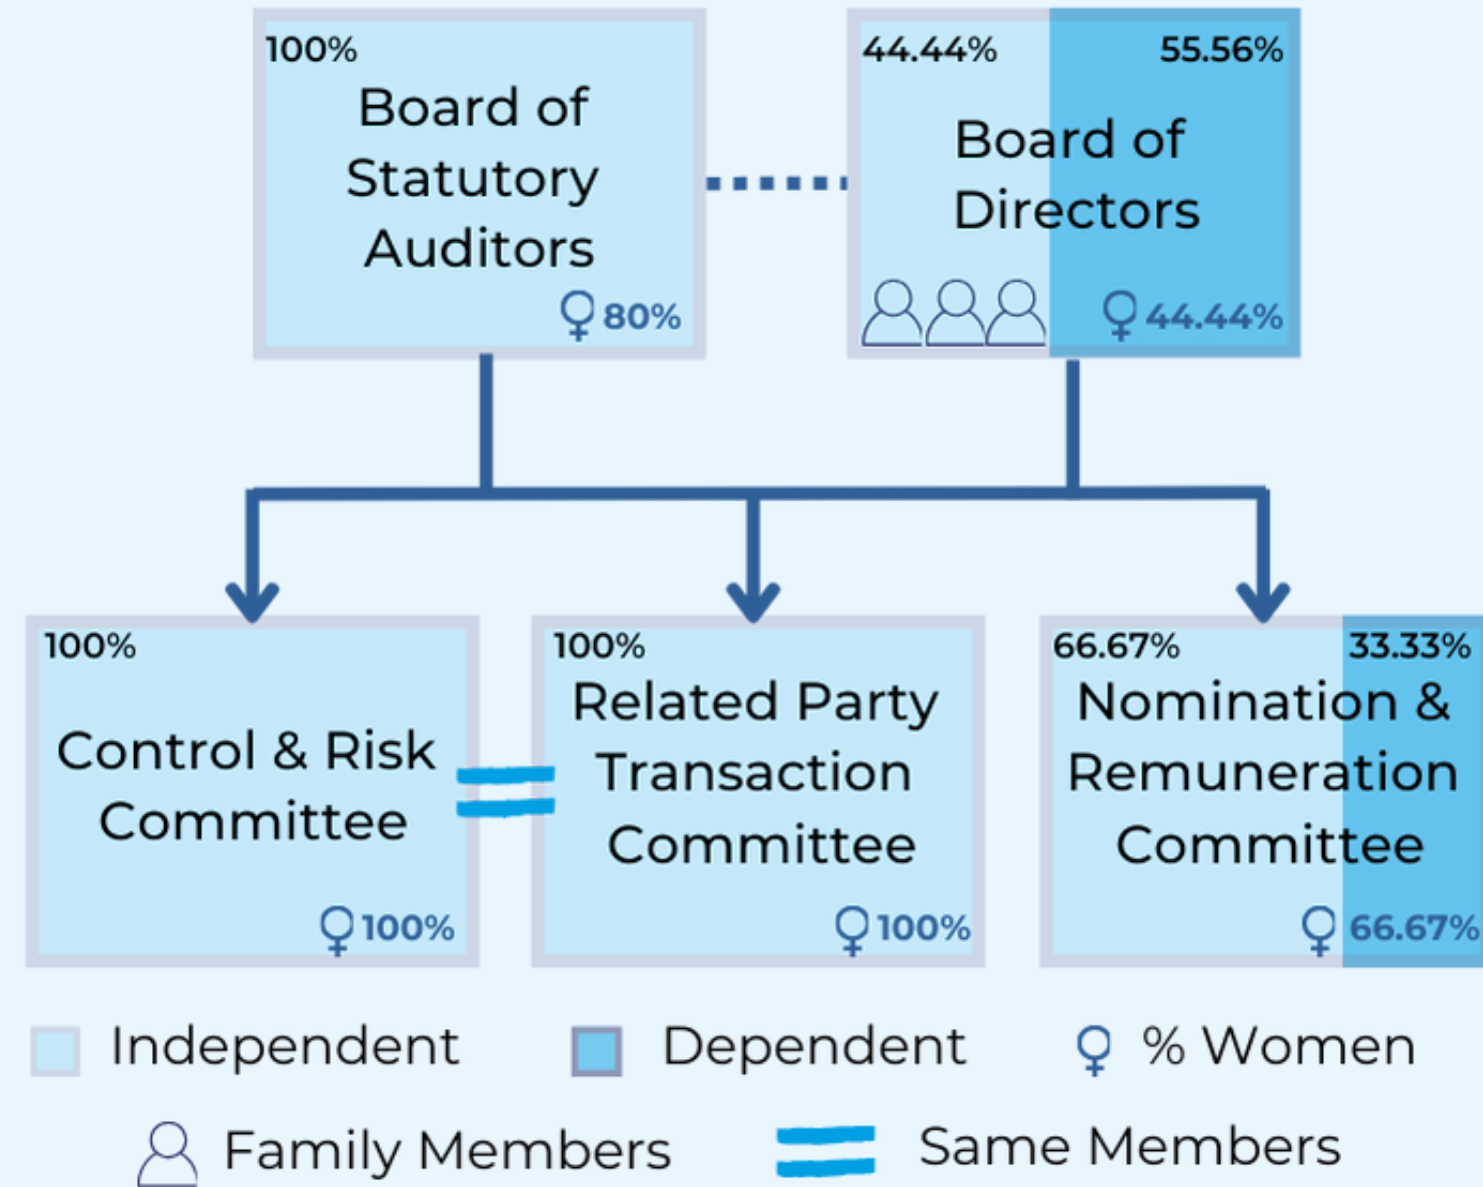 100%
Board of
Statutory
Auditors
♀ 80%
44.44% 55.56%
Board of
Directors
♀ 44.44%
100%
Control & Risk
Committee
♀ 100%
100%
Related Party
Transaction
Committee
♀ 100%
66.67% 33.33%
Nomination &
Remuneration
Committee
♀ 66.67%
Independent Dependent ♀ % Women
Family Members Same Members